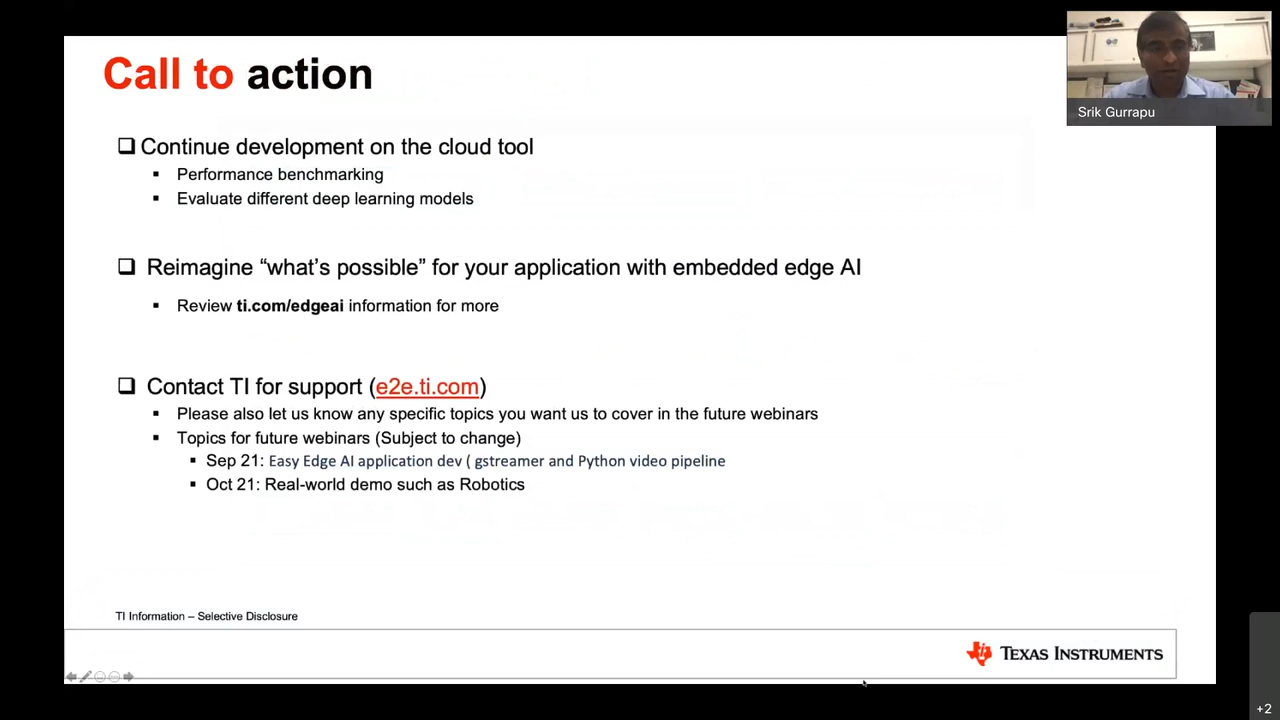 Call to action
Srik Gurrapu
❑ Continue development on the cloud tool
▪ Performance benchmarking
▪ Evaluate different deep learning models
❑ Reimagine “what’s possible” for your application with embedded edge AI
▪ Review ti.com/edgeai information for more
❑ Contact TI for support (e2e.ti.com)
▪ Please also let us know any specific topics you want us to cover in the future webinars
▪ Topics for future webinars (Subject to change)
▪ Sep 21: Easy Edge AI application dev ( gstreamer and Python video pipeline
▪ Oct 21: Real-world demo such as Robotics
TI Information – Selective Disclosure
TEXAS INSTRUMENTS
+2